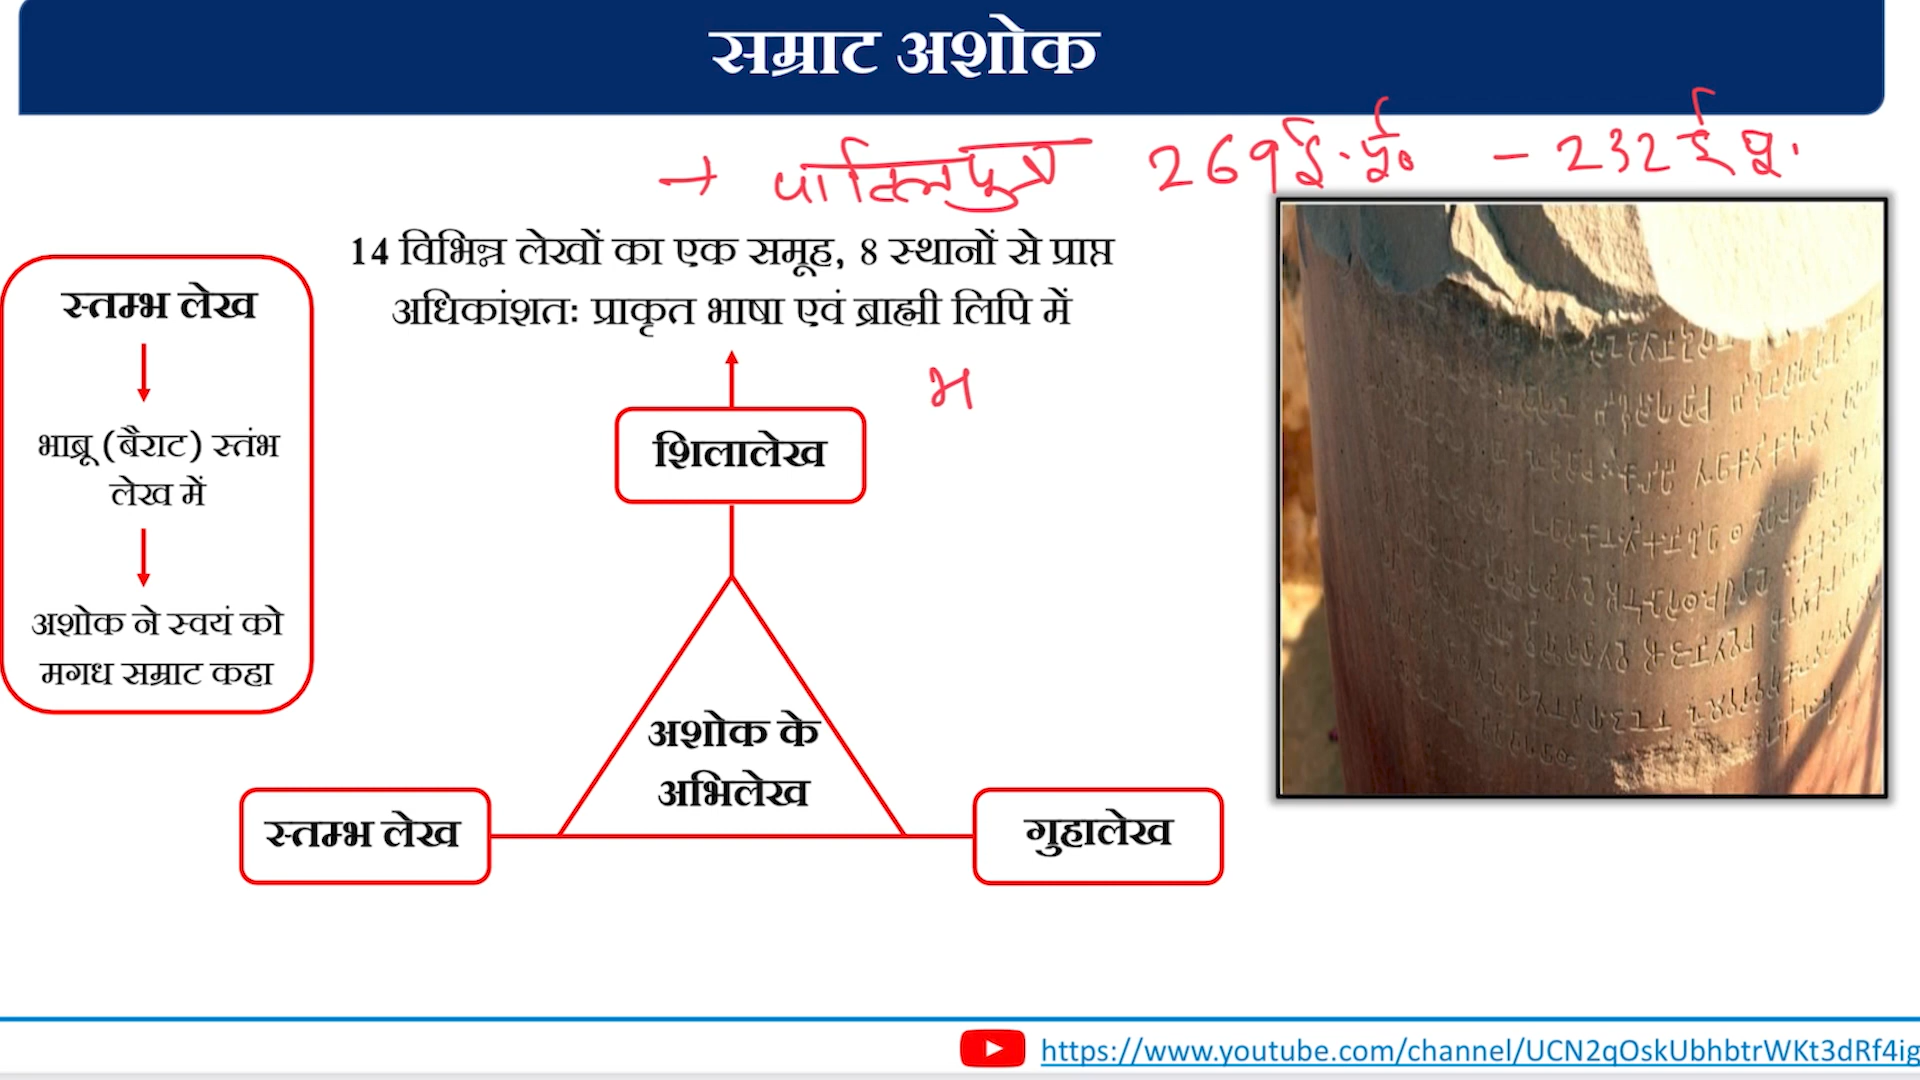 सम्राट अशोक
→ पाटलिपुत्र 269 ई.पू. - 232 ई पू.
14 विभिन्न लेखों का एक समूह, 8 स्थानों से प्राप्त
अधिकांशतः प्राकृत भाषा एवं ब्राह्मी लिपि में
स्तम्भ लेख
भाब्रू (बैराट) स्तंभ
लेख में
अशोक ने स्वयं को
मगध सम्राट कहा
शिलालेख
अशोक के
अभिलेख
स्तम्भ लेख
गुहालेख
https://www.youtube.com/channel/UCN2qOskUbhbtrWKt3dRf4ig